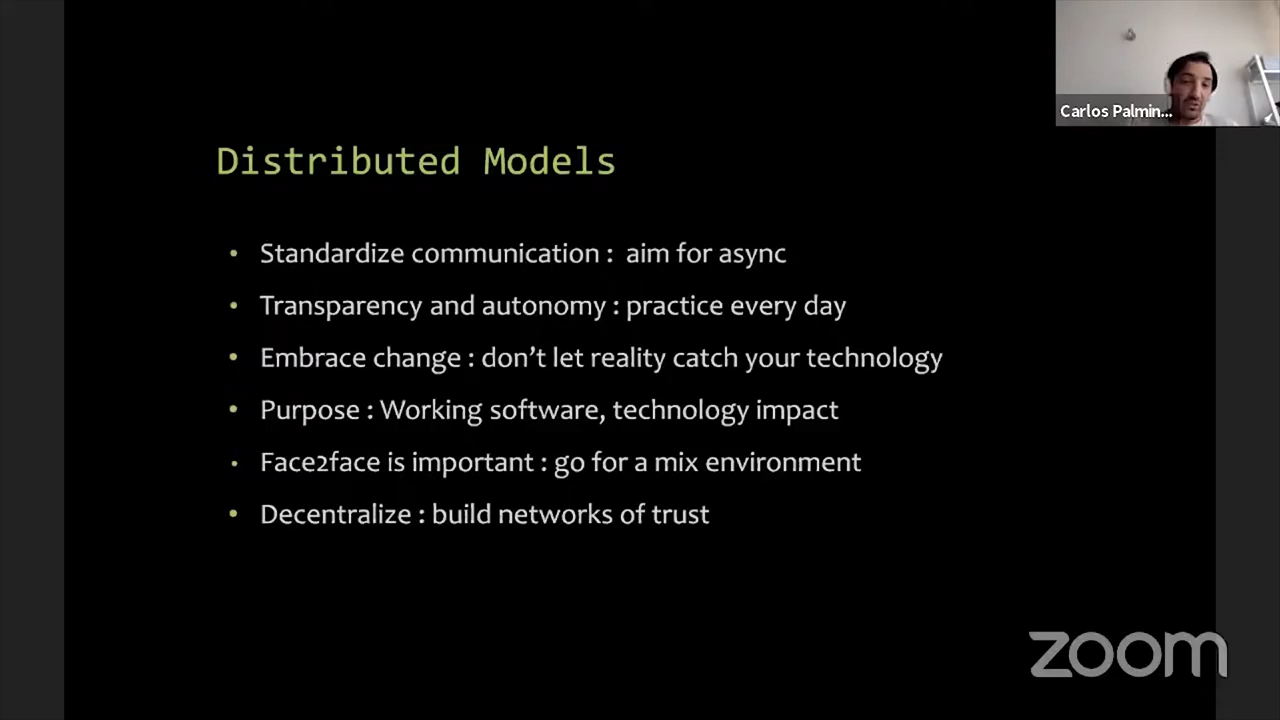 Carlos Palmin...
Distributed Models
• Standardize communication : aim for async
• Transparency and autonomy : practice every day
• Embrace change : don't let reality catch your technology
• Purpose : Working software, technology impact
• Face2face is important : go for a mix environment
• Decentralize : build networks of trust
zoom